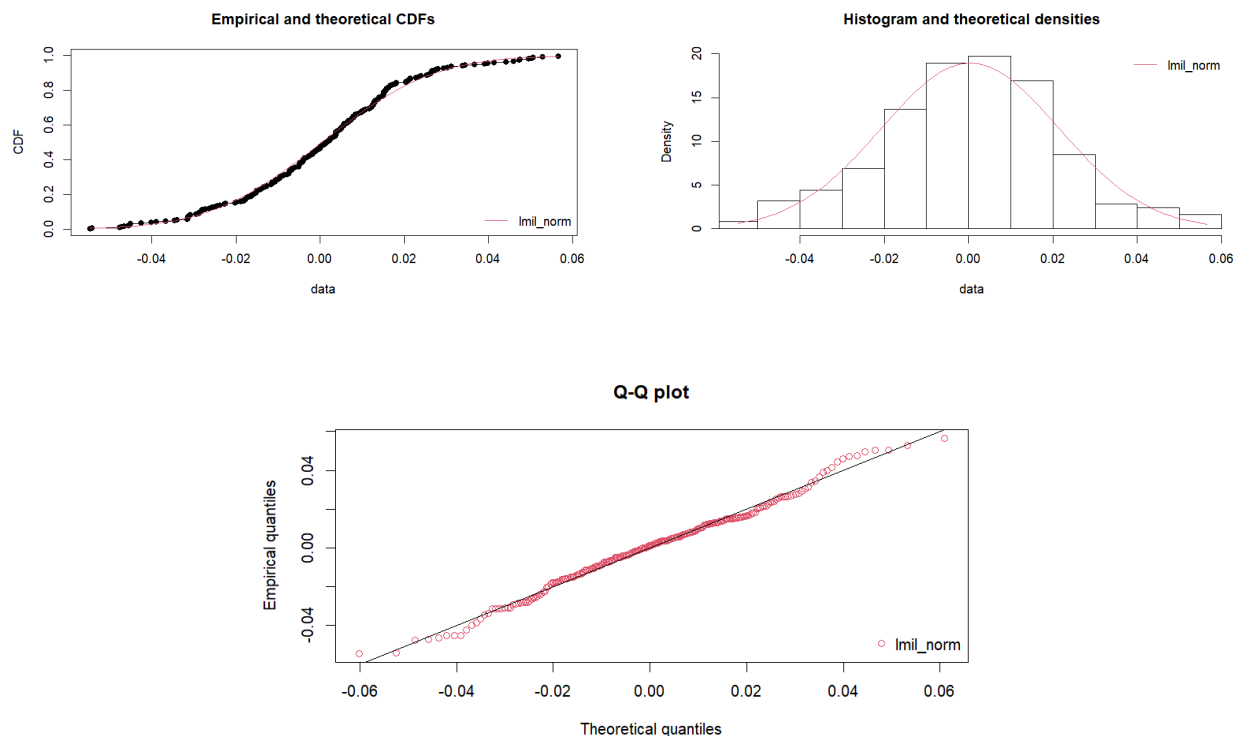 Empirical and theoretical CDFs
CDF
0.0 0.2 0.4 0.6 0.8 1.0
lmil_norm
-0.04 -0.02 0.00 0.02 0.04 0.06
data
Histogram and theoretical densities
Density
0 5 10 15 20
lmil_norm
-0.04 -0.02 0.00 0.02 0.04 0.06
data
Q-Q plot
Empirical quantiles
-0.04 0.00 0.04
lmil_norm
-0.06 -0.04 -0.02 0.00 0.02 0.04 0.06
Theoretical quantiles